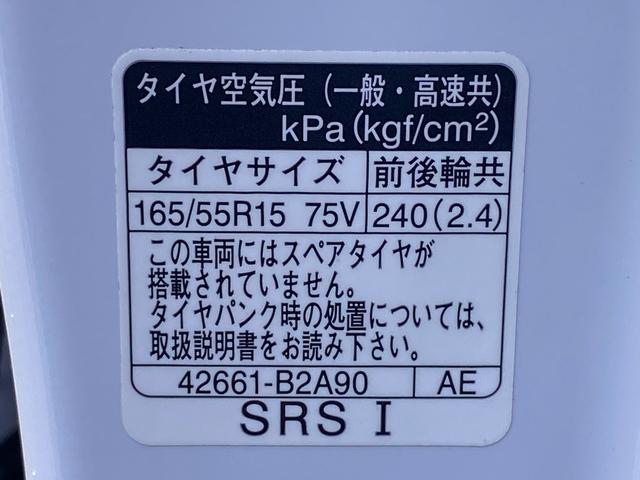 タイヤ空気圧（一般・高速共）
kPa(kgf/cm²)
タイヤサイズ 前後輪共
165/55R15 75V 240(2.4)
この車両にはスペアタイヤが
搭載されていません。
タイヤパンク時の処置については、
取扱説明書をお読み下さい。
42661-B2A90 AE
SRS I